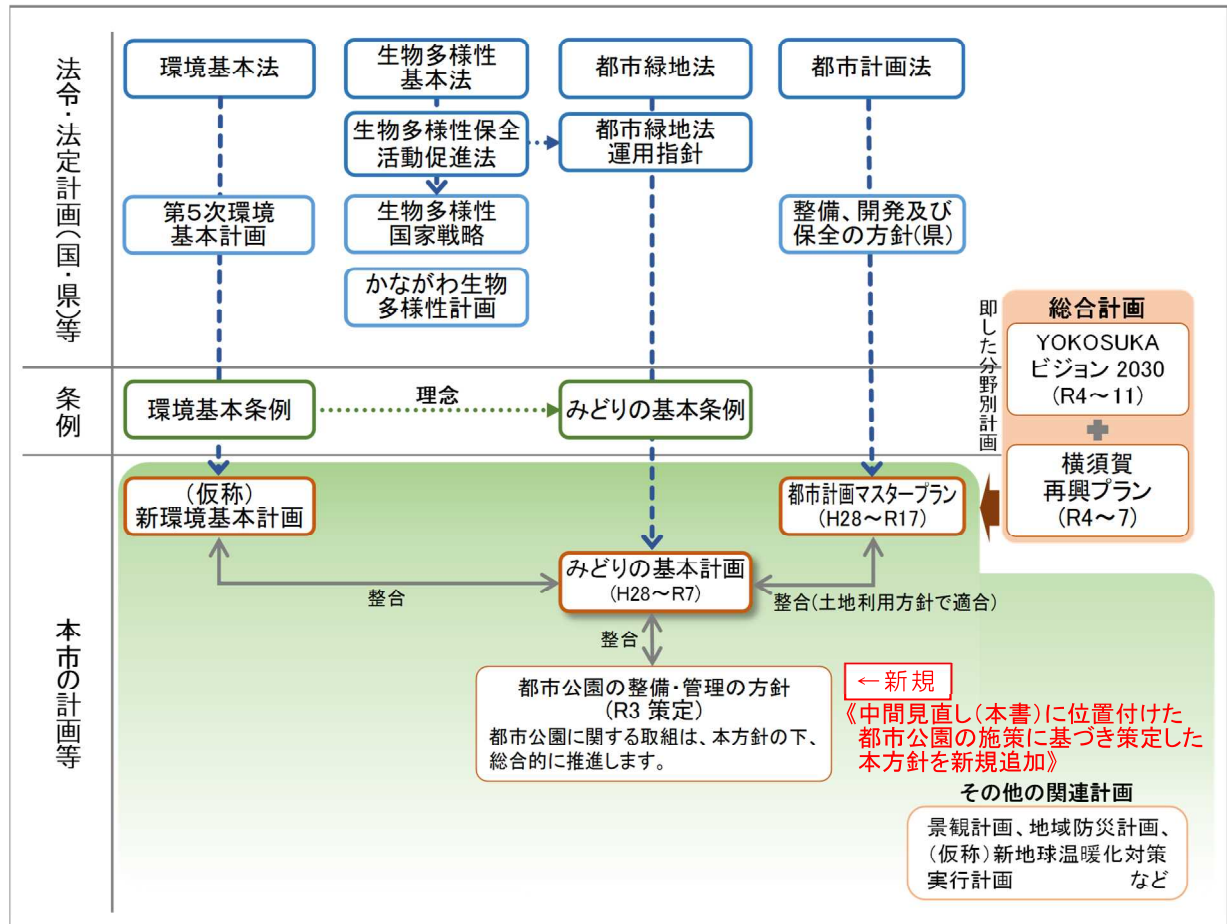 法令・法定計画(国・県)等
環境基本法
生物多様性
基本法
都市緑地法
都市計画法
生物多様性保全
活動促進法
都市緑地法
運用指針
第5次環境
基本計画
生物多様性
国家戦略
整備、開発及び
保全の方針(県)
かながわ生物
多様性計画
即した分野別計画
総合計画
YOKOSUKA
ビジョン 2030
(R4～11)
横須賀
再興プラン
(R4～7)
条例
環境基本条例
理念
みどりの基本条例
本市の計画等
(仮称)
新環境基本計画
都市計画マスタープラン
(H28～R17)
みどりの基本計画
(H28～R7)
整合
整合(土地利用方針で適合)
整合
都市公園の整備・管理の方針
(R3 策定)
都市公園に関する取組は、本方針の下、
総合的に推進します。
←新規
《中間見直し(本書)に位置付けた
都市公園の施策に基づき策定した
本方針を新規追加》
その他の関連計画
景観計画、地域防災計画、
(仮称)新地球温暖化対策
実行計画 など